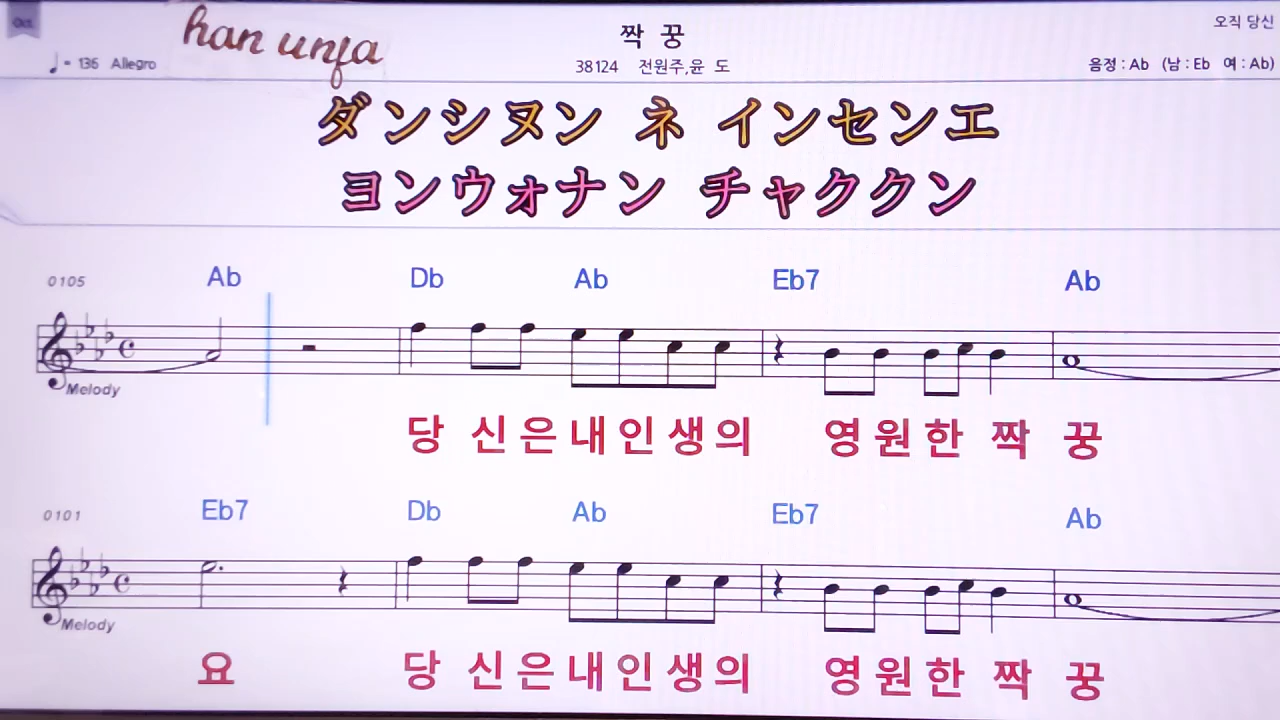 Oct.
han unja
짝 꿍
오직 당신
♩= 136 Allegro
38124 전원주,윤 도
음정 : Ab (남 : Eb 여 : Ab)
ダンシヌン ネ インセンエ
ヨンウォナン チャククン
0105 Ab Db Ab Eb7 Ab
Melody
당 신 은 내 인 생 의 영 원 한 짝 꿍
0101 Eb7 Db Ab Eb7 Ab
Melody
요 당 신 은 내 인 생 의 영 원 한 짝 꿍